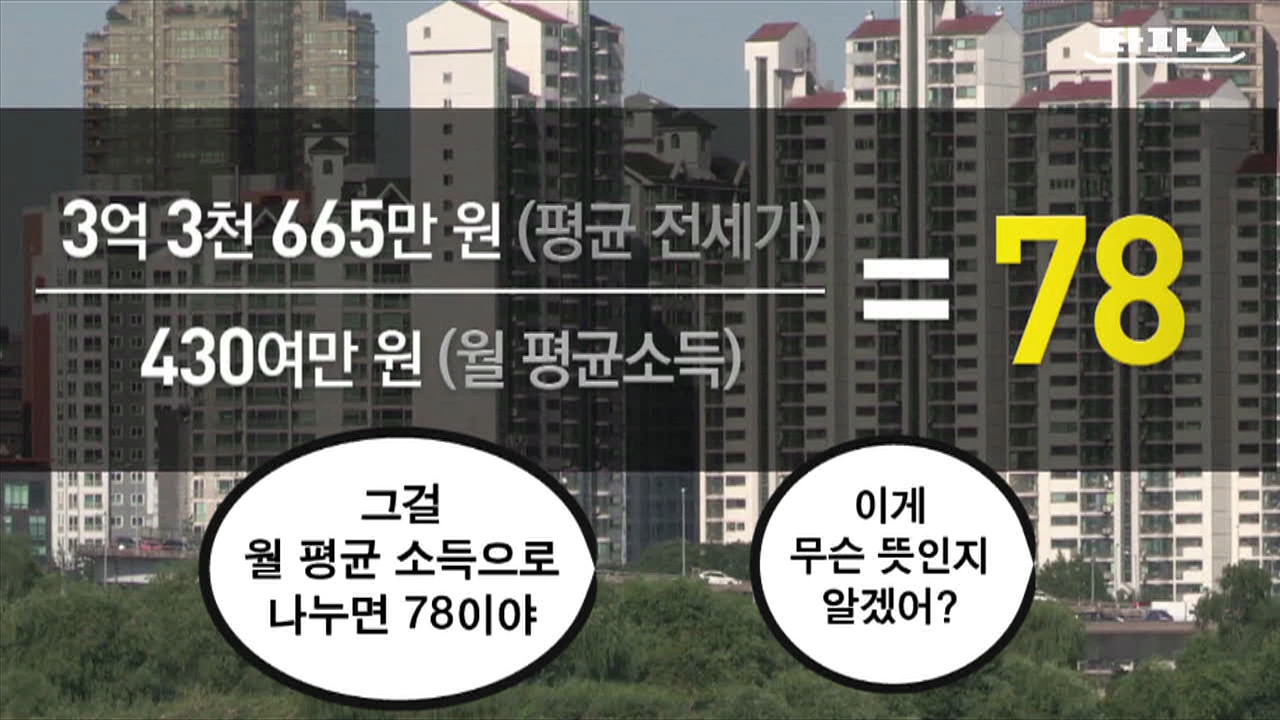 타파스
3억 3천 665만 원 (평균 전세가)
430여만 원 (월 평균소득)
= 78
그걸
월 평균 소득으로
나누면 78이야
이게
무슨 뜻인지
알겠어?